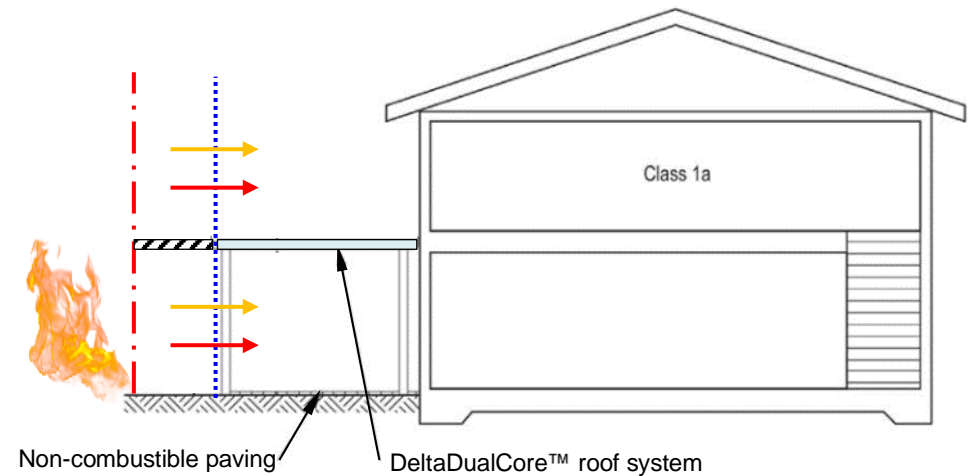 Class 1a
Non-combustible paving
DeltaDualCore™ roof system